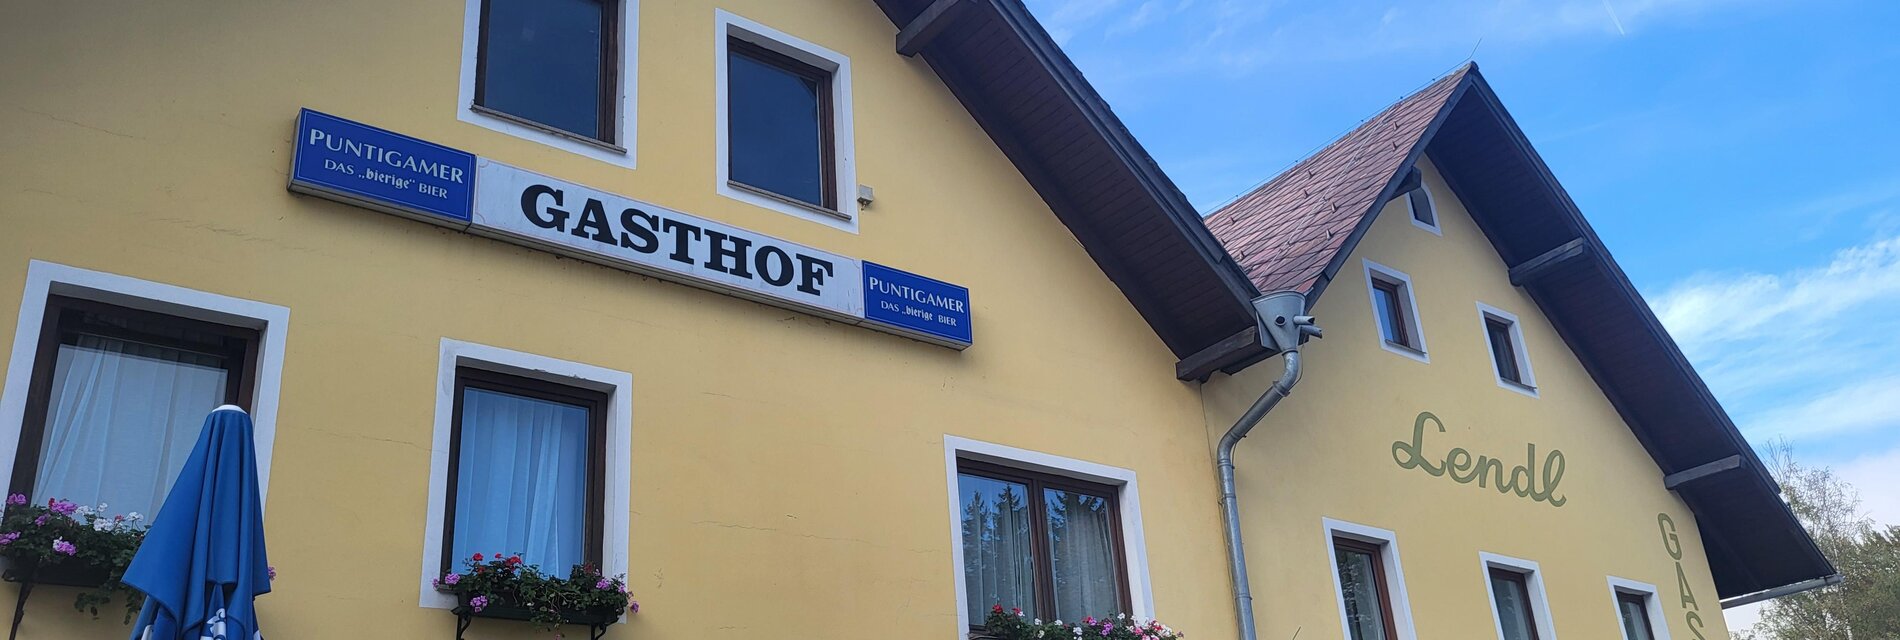 PUNTIGAMER
DAS „bierige“ BIER
GASTHOF
PUNTIGAMER
DAS „bierige“ BIER
Lendl
GAS